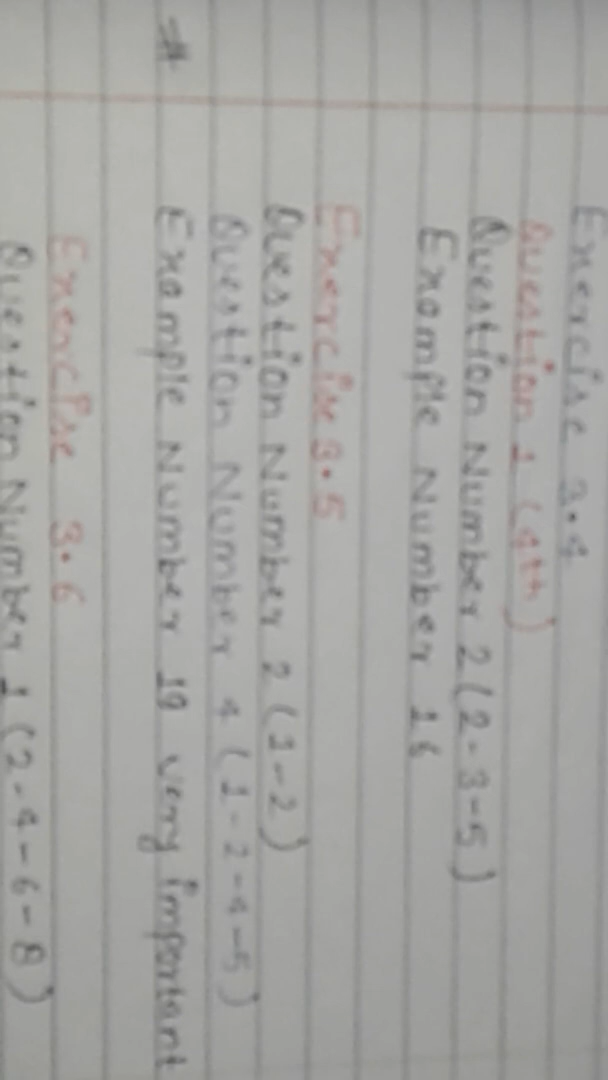 Exercise 3.4
Question 1 (4th)
Question Number 2 (2-3-5)
Example Number 16
Exercise 3.5
Question Number 2 (1-2)
Question Number 4 (1-2-4-5)
# Example Number 19 very important
Exercise 3.6
Question Number 1 (2-4-6-8)